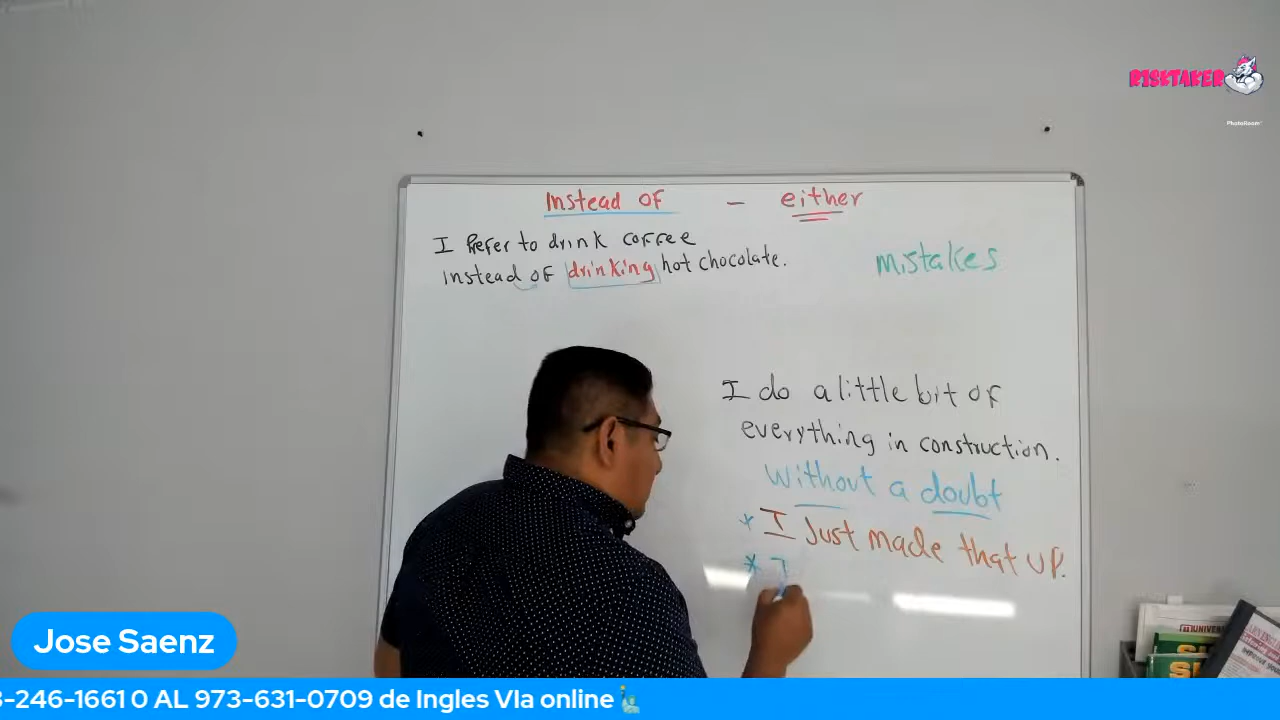 RISKTAKER
PhotoRoom
Instead of - either
I Prefer to drink coffee
instead of drinking hot chocolate.
mistakes
I do a little bit of
everything in construction.
without a doubt
* I Just made that up.
* I
Jose Saenz
3-246-1661 O AL 973-631-0709 de Ingles VIa online🗽